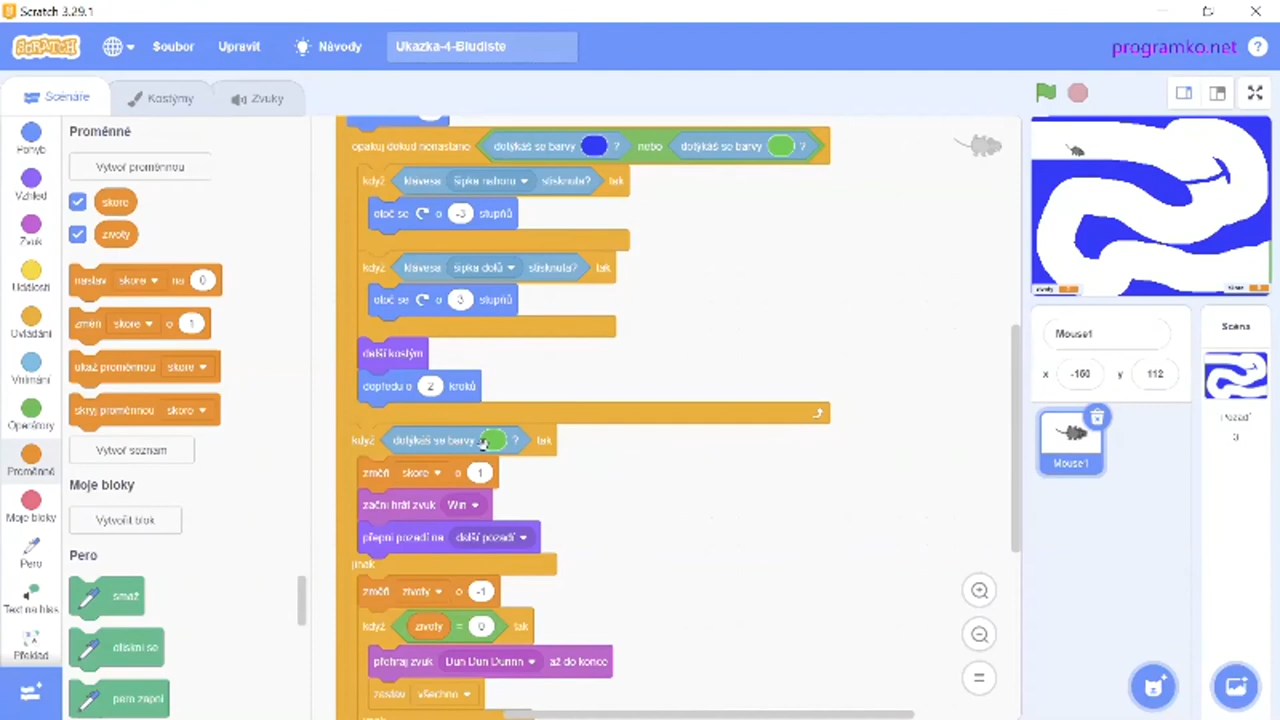 Scratch 3.29.1
SCRATCH
Soubor
Upravit
Návody
Ukazka-4-Bludiste
programko.net
?
Scénáře
Kostýmy
Zvuky
Pohyb
Vzhled
Zvuk
Události
Ovládání
Vnímání
Operátory
Proměnné
Moje bloky
Pero
Text na hlas
Překlad
Proměnné
Vytvoř proměnnou
skore
zivoty
nastav skore na 0
změň skore o 1
ukaž proměnnou skore
skryj proměnnou skore
Vytvoř seznam
Moje bloky
Vytvořit blok
Pero
smaž
otiskni se
pero zapni
opakuj dokud nenastane dotýkáš se barvy ? nebo dotýkáš se barvy ?
když klávesa šipka nahoru stisknuta? tak
otoč se o -3 stupňů
když klávesa šipka dolů stisknuta? tak
otoč se o 3 stupňů
další kostým
dopředu o 2 kroků
když dotýkáš se barvy ? tak
změň skore o 1
začni hrát zvuk Win
přepni pozadí na další pozadí
jinak
změň zivoty o -1
když zivoty = 0 tak
přehraj zvuk Dun Dun Dunnn až do konce
zastav všechno
jinak
zivoty
skore
Mouse1
x -160 y 112
Mouse1
Scéna
Pozadí
3